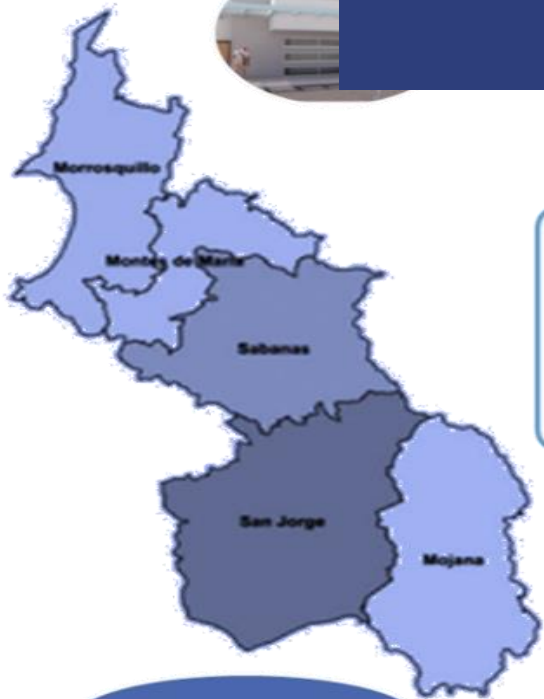 Morrosquillo
Montes de María
Sabanas
San Jorge
Mojana